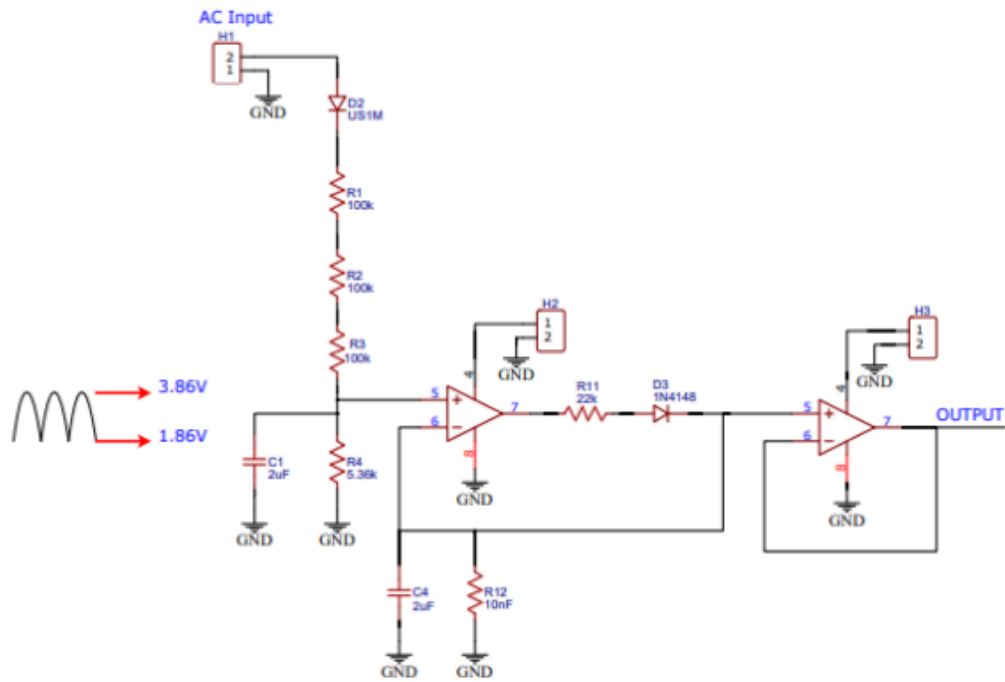 AC Input
H1
2
1
GND
D2
US1M
R1
100k
R2
100k
R3
100k
3.86V
1.86V
C1
2uF
GND
R4
5.36k
GND
5
6
+
-
4
7
8
GND
H2
1
2
GND
R11
22k
D3
1N4148
C4
2uF
GND
R12
10nF
GND
5
6
+
-
4
7
8
GND
H3
1
2
GND
OUTPUT